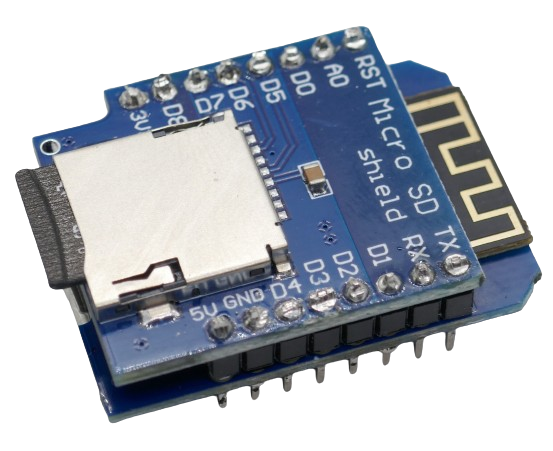 RST
A0
D0
D5
D6
D7
D8
3V
Micro SD
shield
TX
RX
D1
D2
D3
D4
GND
5V